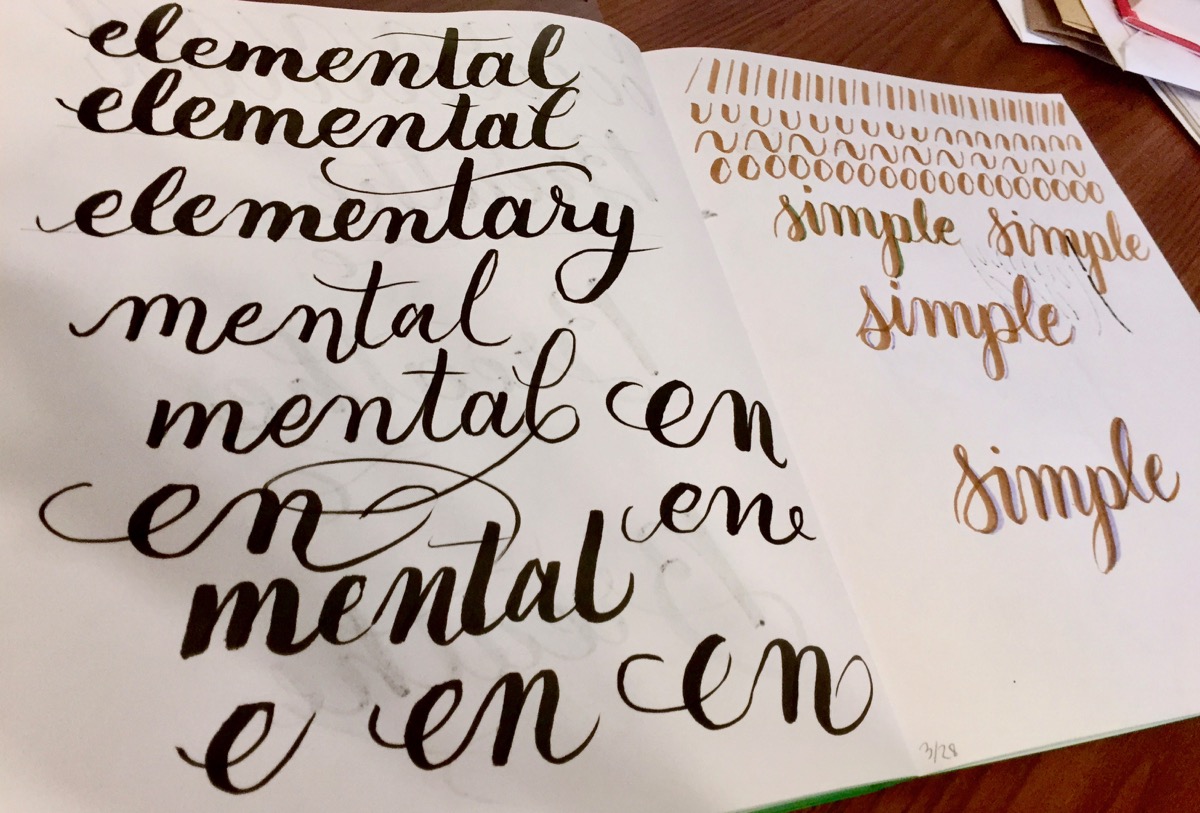 elemental
elemental
elementary
mental
mental
en
en
en
mental
e en en
simple simple
simple
simple
3/28